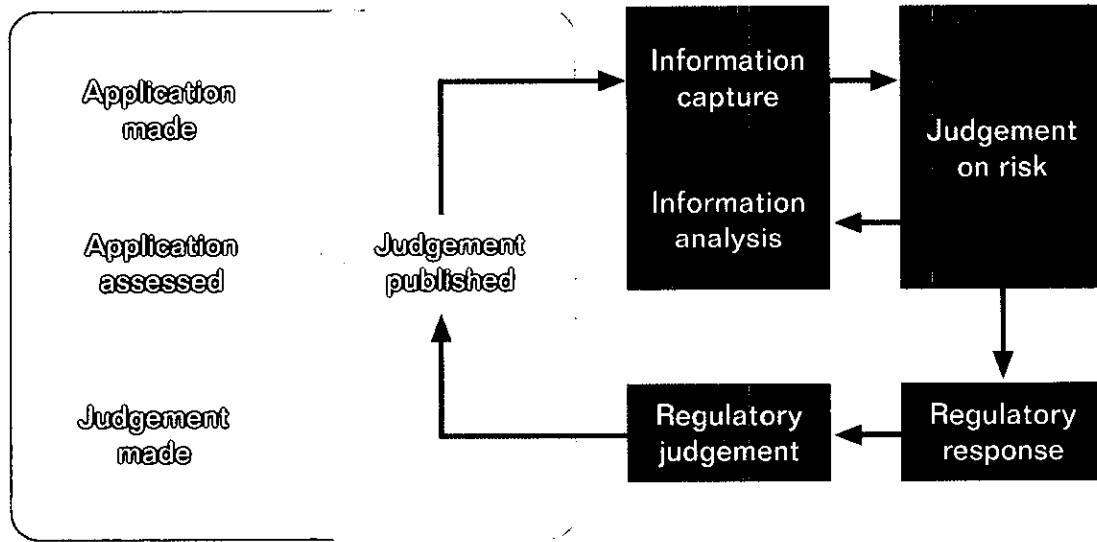 Application
made
Application
assessed
Judgement
made
Judgement
published
Information
capture
Information
analysis
Judgement
on risk
Regulatory
judgement
Regulatory
response